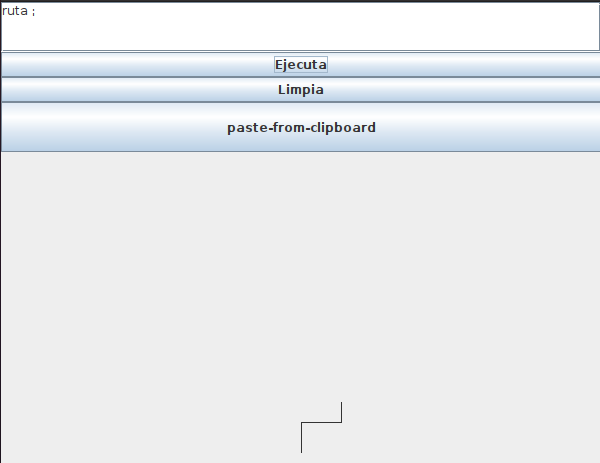 ruta ;
Ejecuta
Limpia
paste-from-clipboard